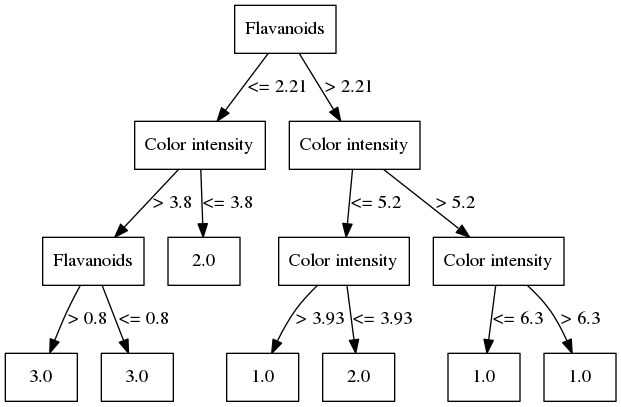 Flavanoids
<= 2.21 > 2.21
Color intensity Color intensity
> 3.8 <= 3.8 <= 5.2 > 5.2
Flavanoids 2.0 Color intensity Color intensity
> 0.8 <= 0.8 > 3.93 <= 3.93 <= 6.3 > 6.3
3.0 3.0 1.0 2.0 1.0 1.0